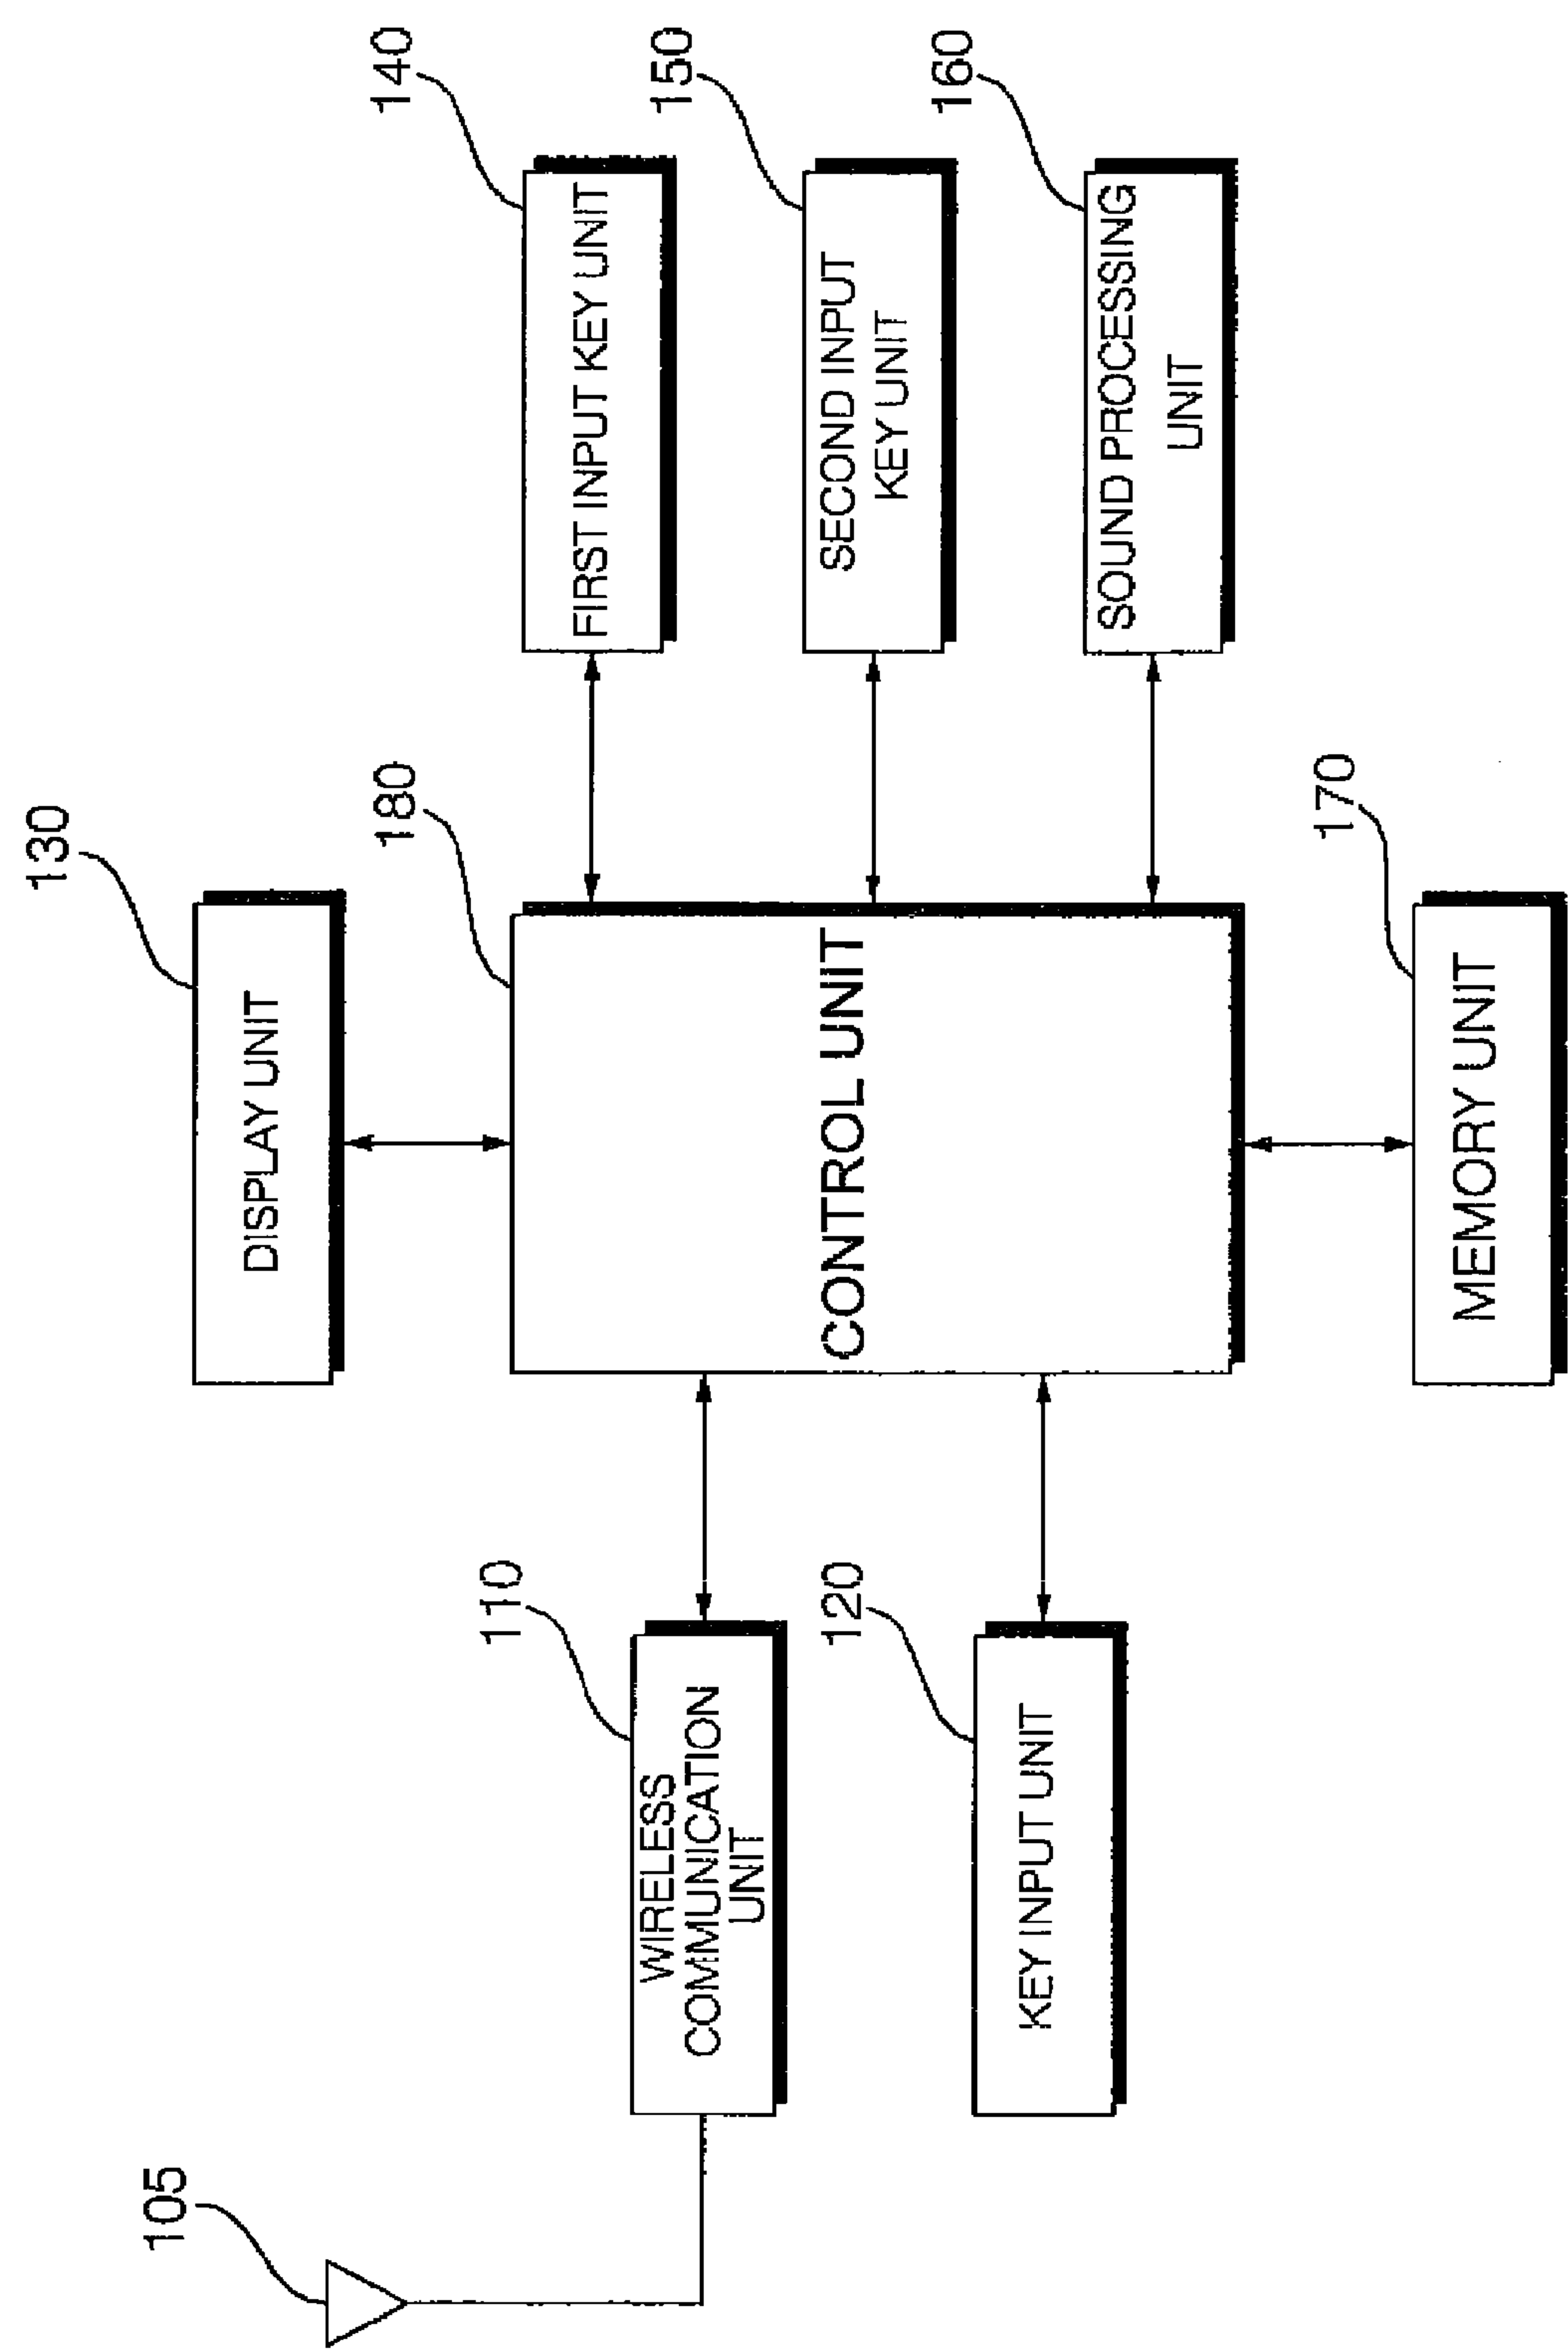 130
DISPLAY UNIT
105
110
WIRELESS
COMMUNICATION
UNIT
120
KEY INPUT UNIT
180
CONTROL UNIT
140
FIRST INPUT KEY UNIT
150
SECOND INPUT
KEY UNIT
160
SOUND PROCESSING
UNIT
170
MEMORY UNIT